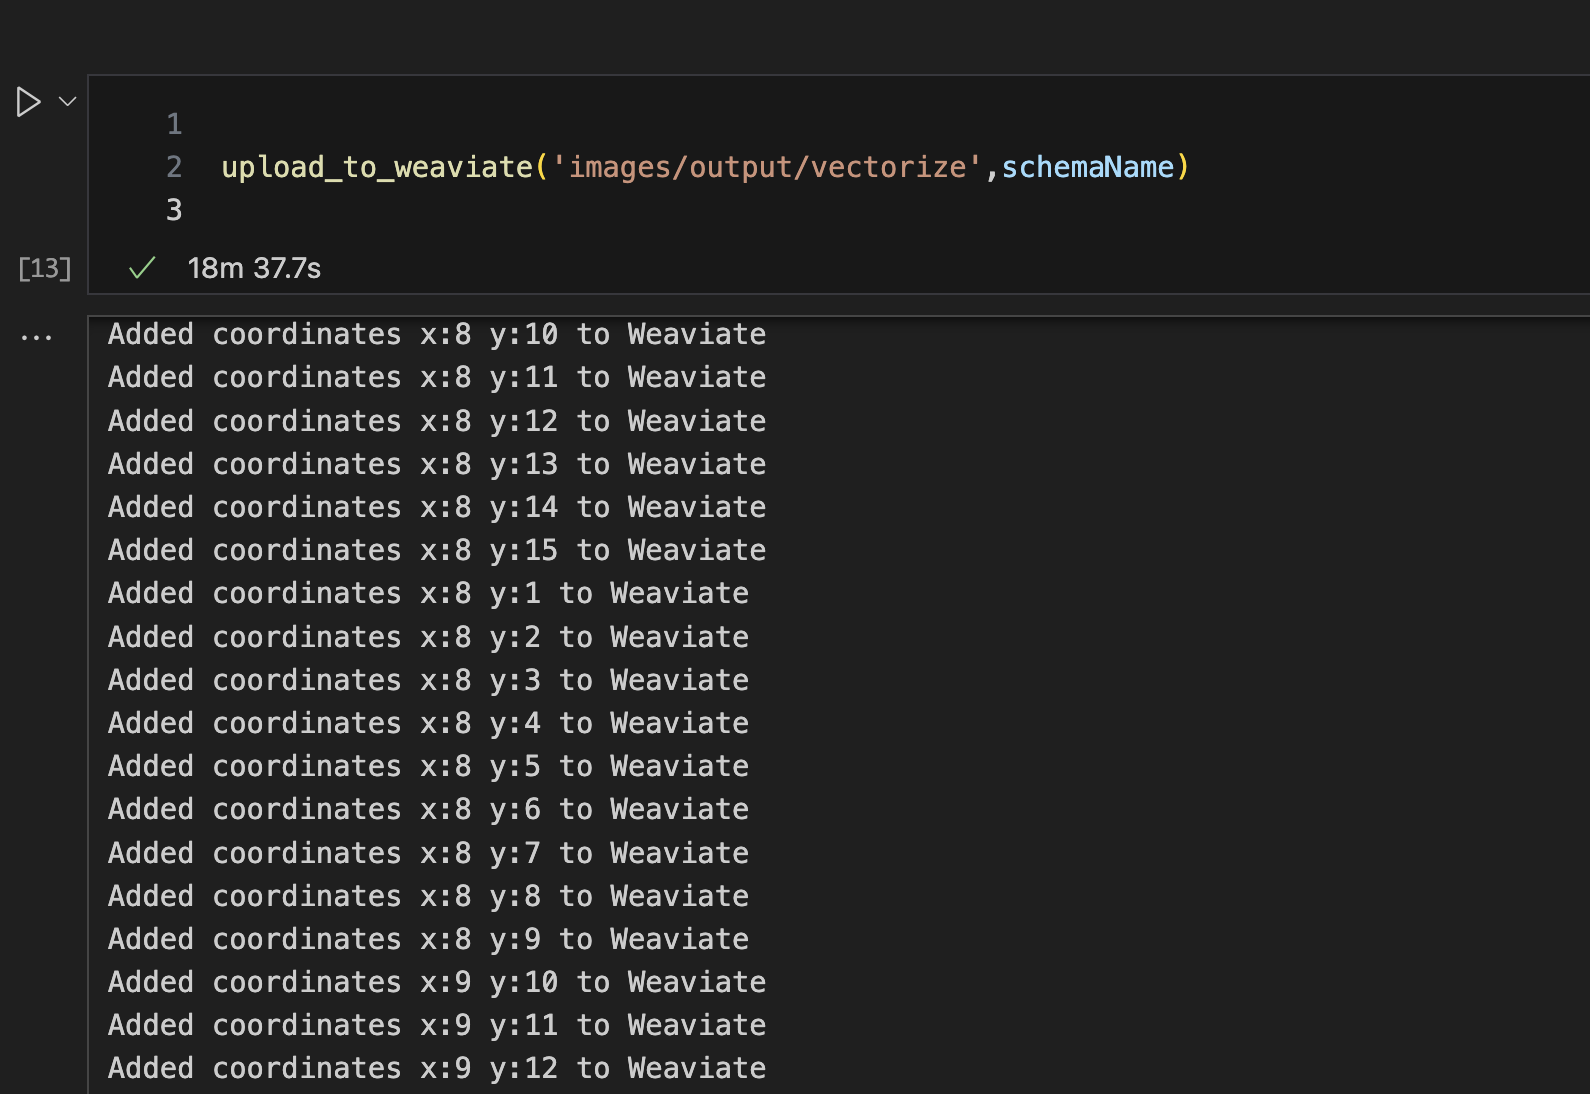 1
2 upload_to_weaviate('images/output/vectorize',schemaName)
3
[13] 18m 37.7s
Added coordinates x:8 y:10 to Weaviate
Added coordinates x:8 y:11 to Weaviate
Added coordinates x:8 y:12 to Weaviate
Added coordinates x:8 y:13 to Weaviate
Added coordinates x:8 y:14 to Weaviate
Added coordinates x:8 y:15 to Weaviate
Added coordinates x:8 y:1 to Weaviate
Added coordinates x:8 y:2 to Weaviate
Added coordinates x:8 y:3 to Weaviate
Added coordinates x:8 y:4 to Weaviate
Added coordinates x:8 y:5 to Weaviate
Added coordinates x:8 y:6 to Weaviate
Added coordinates x:8 y:7 to Weaviate
Added coordinates x:8 y:8 to Weaviate
Added coordinates x:8 y:9 to Weaviate
Added coordinates x:9 y:10 to Weaviate
Added coordinates x:9 y:11 to Weaviate
Added coordinates x:9 y:12 to Weaviate